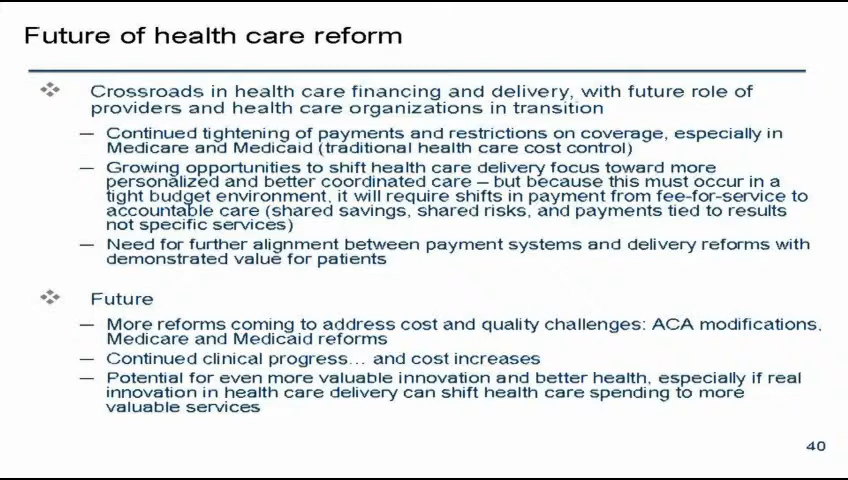 Future of health care reform
Crossroads in health care financing and delivery, with future role of
providers and health care organizations in transition
— Continued tightening of payments and restrictions on coverage, especially in
Medicare and Medicaid (traditional health care cost control)
— Growing opportunities to shift health care delivery focus toward more
personalized and better coordinated care – but because this must occur in a
tight budget environment, it will require shifts in payment from fee-for-service to
accountable care (shared savings, shared risks, and payments tied to results
not specific services)
— Need for further alignment between payment systems and delivery reforms with
demonstrated value for patients
Future
— More reforms coming to address cost and quality challenges: ACA modifications,
Medicare and Medicaid reforms
— Continued clinical progress… and cost increases
— Potential for even more valuable innovation and better health, especially if real
innovation in health care delivery can shift health care spending to more
valuable services
40